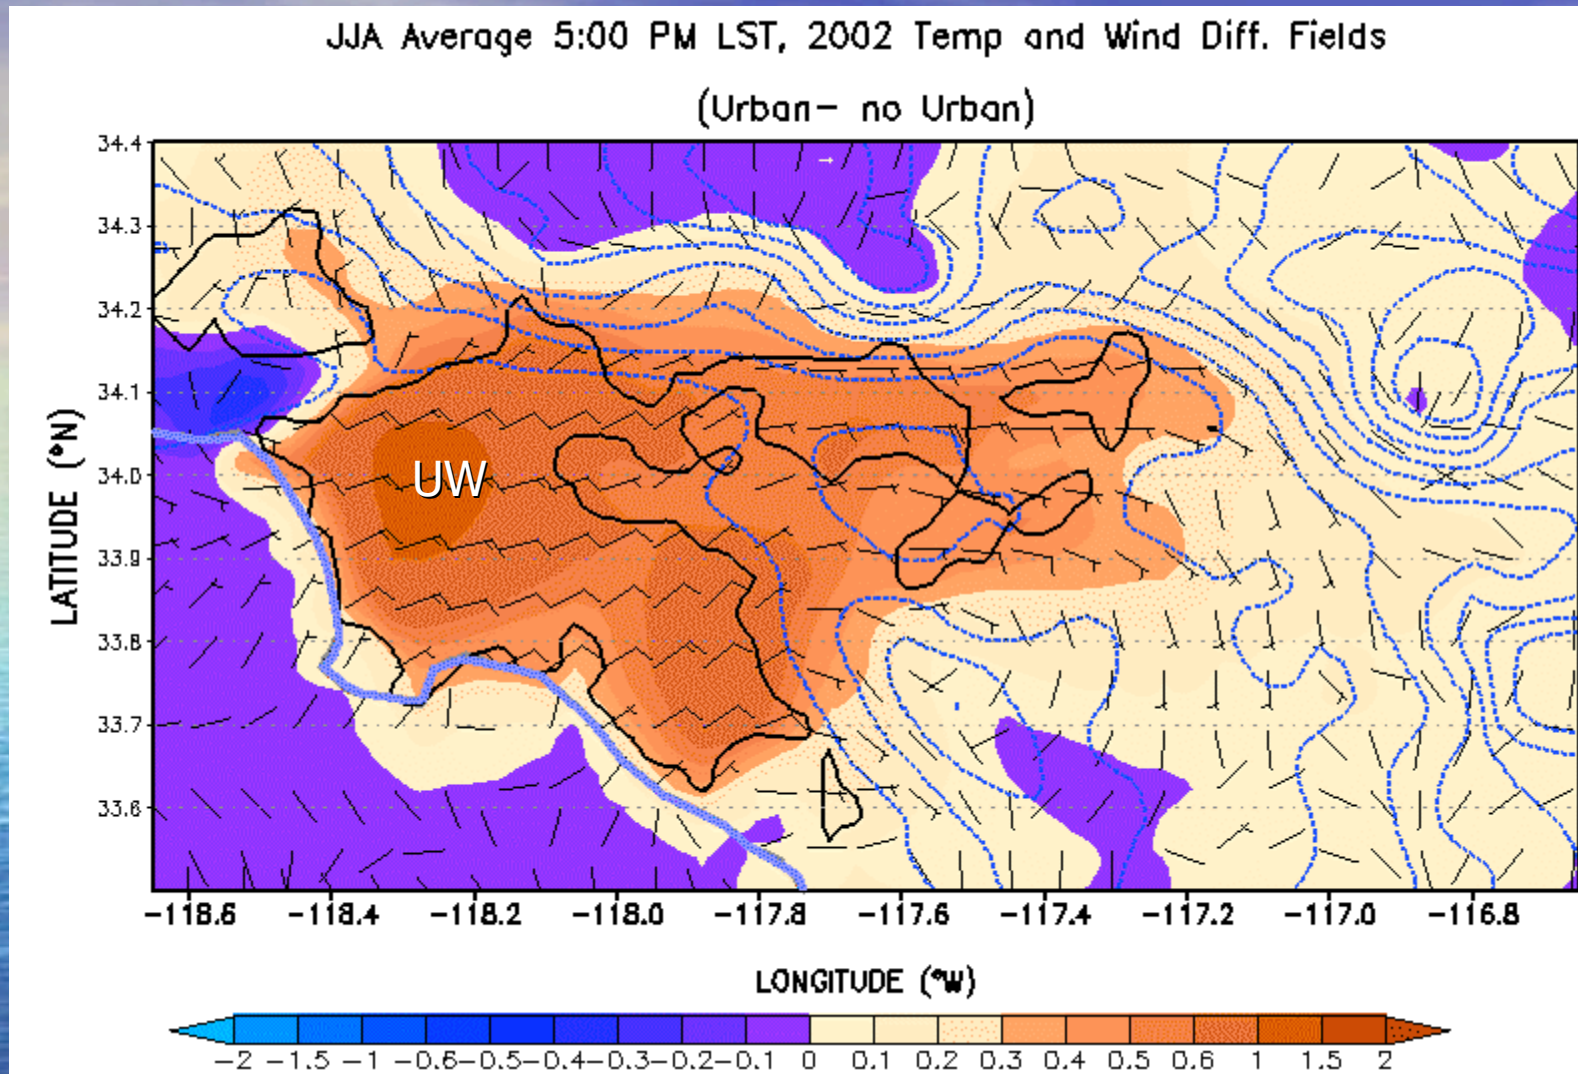 JJA Average 5:00 PM LST, 2002 Temp and Wind Diff. Fields
(Urban- no Urban)
34.4
34.3
34.2
34.1
34.0
33.9
33.8
33.7
33.6
LATITUDE (°N)
UW
-118.6 -118.4 -118.2 -118.0 -117.8 -117.6 -117.4 -117.2 -117.0 -116.8
LONGITUDE (°W)
-2 -1.5 -1 -0.6 -0.5 -0.4 -0.3 -0.2 -0.1 0 0.1 0.2 0.3 0.4 0.5 0.6 1 1.5 2